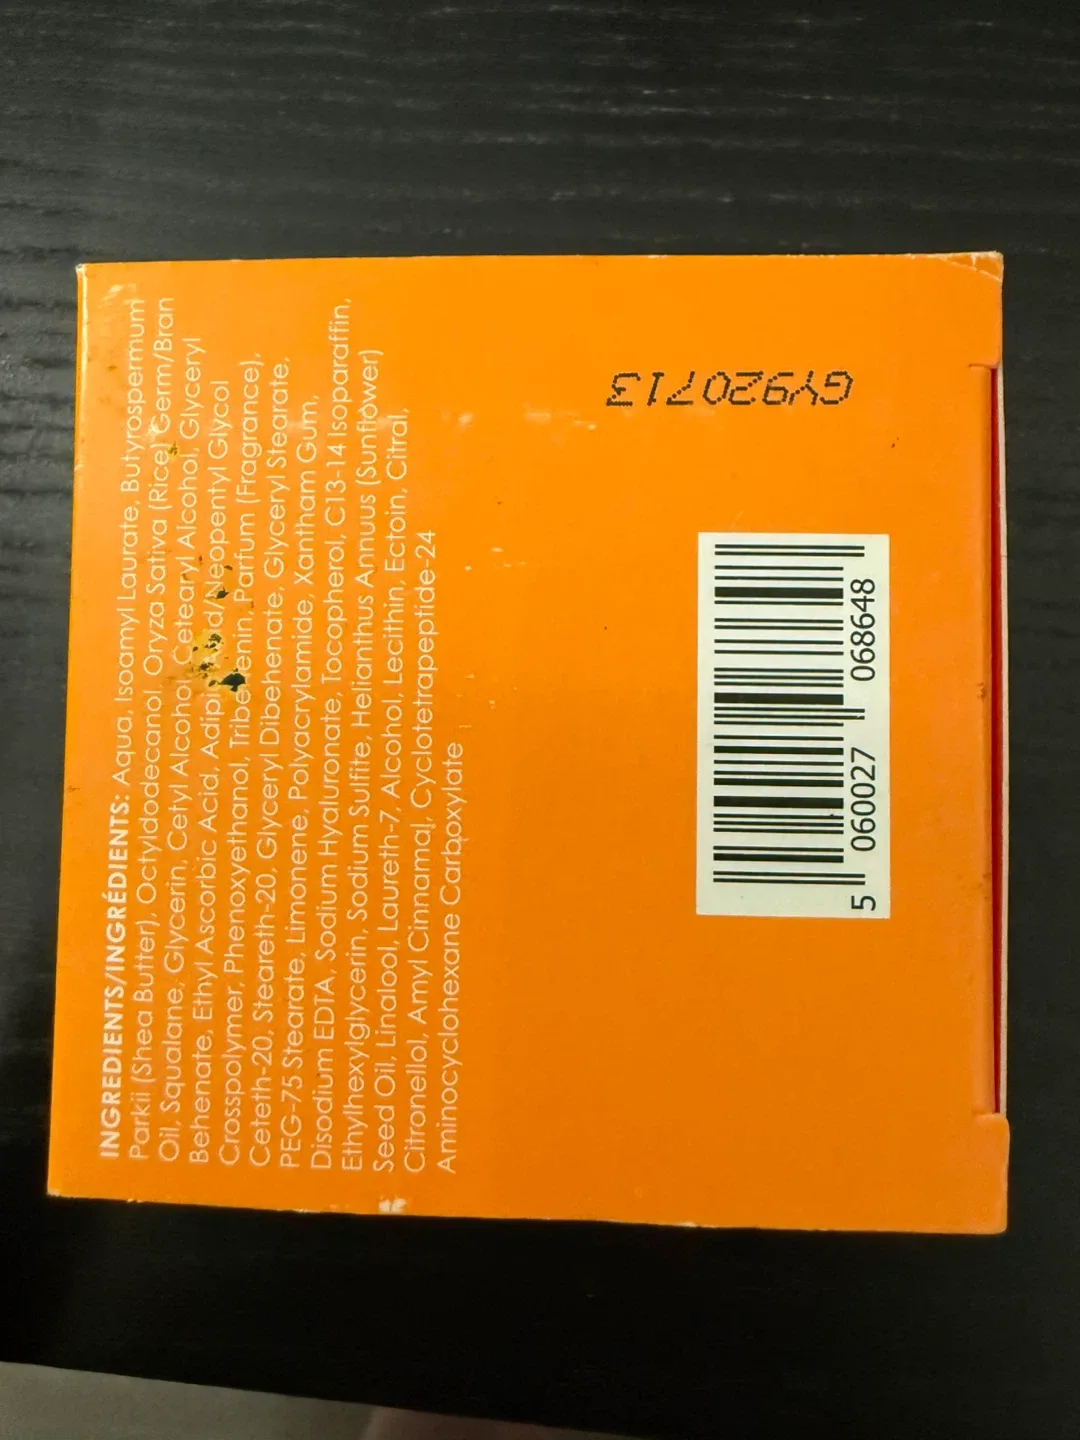 INGREDIENTS/INGRÉDIENTS: Aqua, Isoamyl Laurate, Butyrospermum
Parkii (Shea Butter), Octyldodecanol, Oryza Sativa (Rice) Germ/Bran
Oil, Squalane, Glycerin, Cetyl Alcohol, Cetearyl Alcohol, Glyceryl
Behenate, Ethyl Ascorbic Acid, Neopentyl Glycol
Crosspolymer, Phenoxyethanol, Parfum (Fragrance),
Ceteth-20, Steareth-20, Glyceryl Dibehenate, Glyceryl Stearate,
PEG-75 Stearate, Limonene, Polyacrylamide, Xantham Gum,
Disodium EDTA, Sodium Hyaluronate, Tocopherol, C13-14 Isoparaffin,
Ethylhexylglycerin, Sodium Sulfite, Helianthus Annuus (Sunflower)
Seed Oil, Linalool, Laureth-7, Alcohol, Lecithin, Ectoin, Citral,
Citronellol, Amyl Cinnamal, Cyclotetrapeptide-24
Aminocyclohexane Carboxylate
GY920713
5 060027 068648